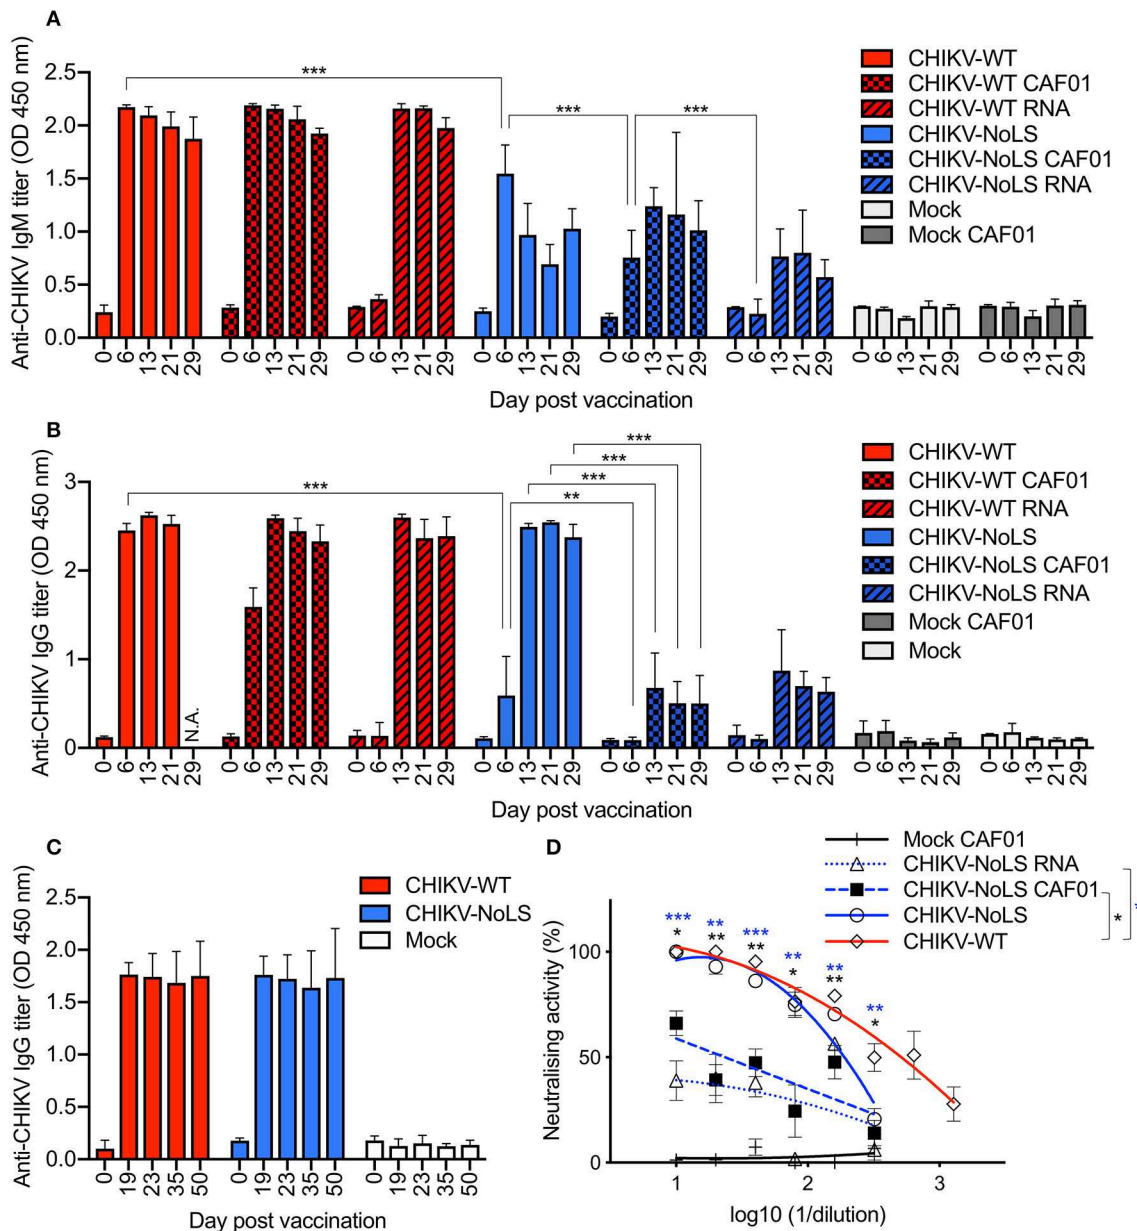 A
Anti-CHIKV IgM titer (OD 450 nm)
2.5
2.0
1.5
1.0
0.5
0.0
***
***
***
0 6 13 21 29 0 6 13 21 29 0 6 13 21 29 0 6 13 21 29 0 6 13 21 29 0 6 13 21 29 0 6 13 21 29 0 6 13 21 29
Day post vaccination
CHIKV-WT
CHIKV-WT CAF01
CHIKV-WT RNA
CHIKV-NoLS
CHIKV-NoLS CAF01
CHIKV-NoLS RNA
Mock
Mock CAF01
B
Anti-CHIKV IgG titer (OD 450 nm)
3
2
1
0
***
***
***
***
**
N.A.
0 6 13 21 29 0 6 13 21 29 0 6 13 21 29 0 6 13 21 29 0 6 13 21 29 0 6 13 21 29 0 6 13 21 29 0 6 13 21 29
Day post vaccination
CHIKV-WT
CHIKV-WT CAF01
CHIKV-WT RNA
CHIKV-NoLS
CHIKV-NoLS CAF01
CHIKV-NoLS RNA
Mock CAF01
Mock
C
Anti-CHIKV IgG titer (OD 450 nm)
2.5
2.0
1.5
1.0
0.5
0.0
0 19 23 35 50 0 19 23 35 50 0 19 23 35 50
Day post vaccination
CHIKV-WT
CHIKV-NoLS
Mock
D
Mock CAF01
CHIKV-NoLS RNA
CHIKV-NoLS CAF01
CHIKV-NoLS
CHIKV-WT
* *
Neutralising activity (%)
100
50
0
*** ** *** ** ** **
* ** ** * ** *
1 2 3
log10 (1/dilution)